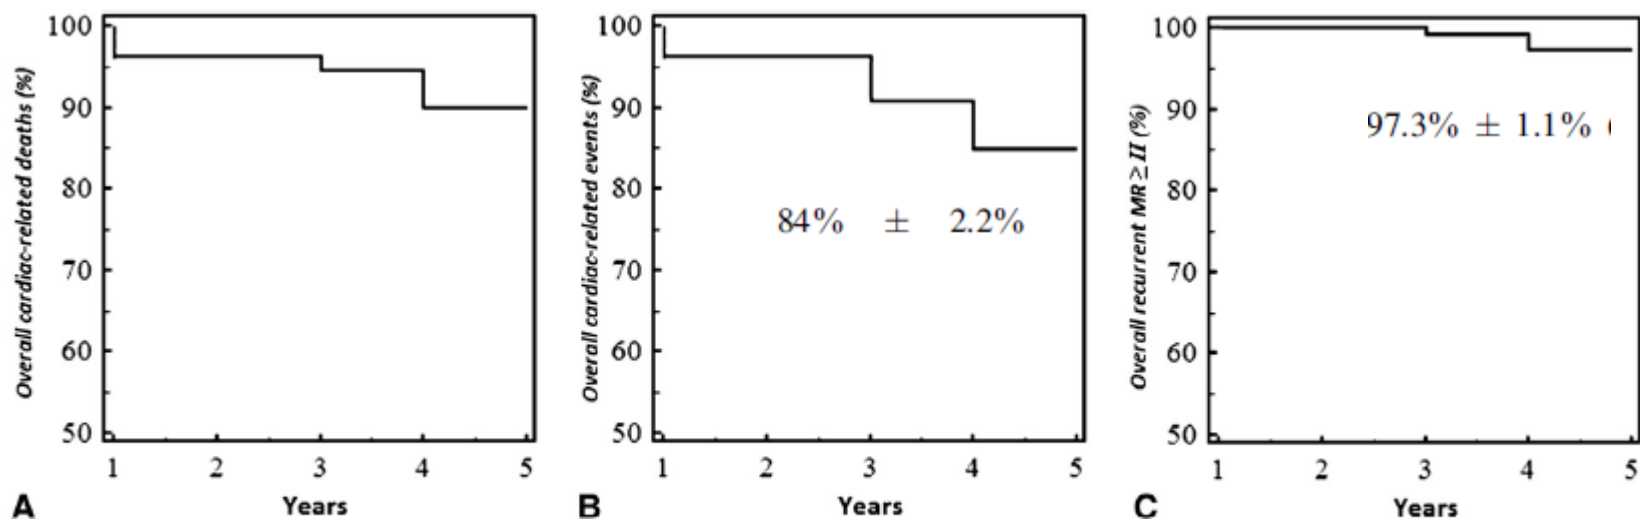 Overall cardiac-related deaths (%)
100
90
80
70
60
50
1 2 3 4 5
A
Years
Overall cardiac-related events (%)
100
90
80
70
60
50
84% ± 2.2%
1 2 3 4 5
B
Years
Overall recurrent MR ≥ II (%)
100
90
80
70
60
50
97.3% ± 1.1% (
1 2 3 4 5
C
Years